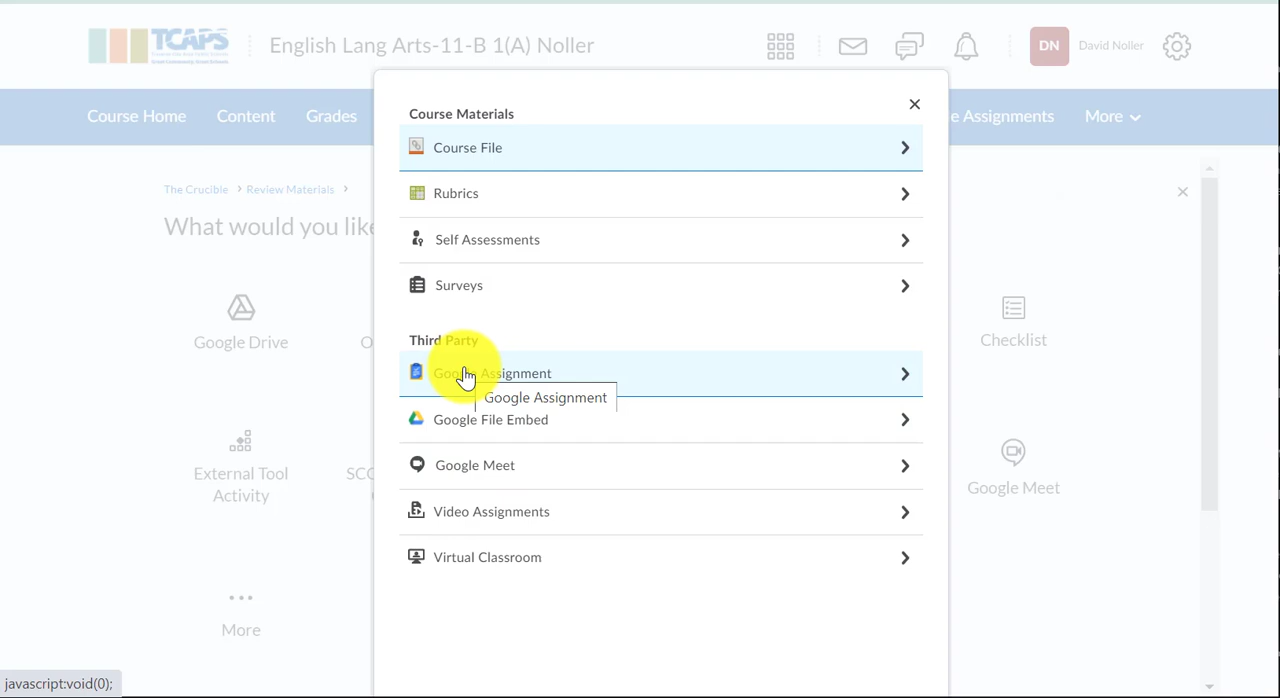 TCAPS
English Lang Arts-11-B 1(A) Noller
DN
David Noller
Course Home
Content
Grades
Assignments
More
Course Materials
Course File
Rubrics
Self Assessments
Surveys
Third Party
Google Assignment
Google Assignment
Google File Embed
Google Meet
Video Assignments
Virtual Classroom
The Crucible
Review Materials
What would you like
Google Drive
Checklist
External Tool
Activity
Google Meet
More
javascript:void(0);